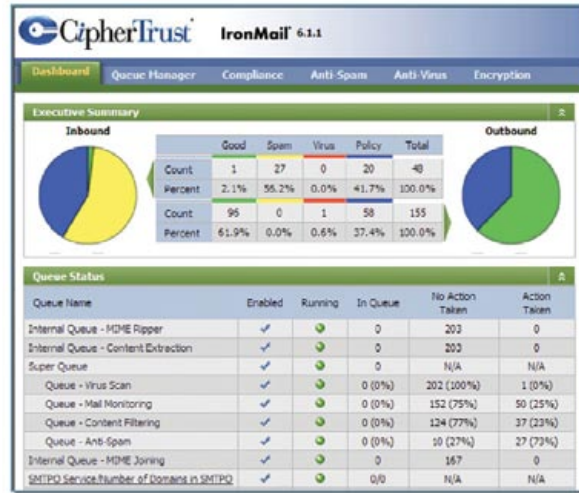 CipherTrust IronMail 6.1.1
Dashboard Queue Manager Compliance Anti-Spam Anti-Virus Encryption
Executive Summary
Inbound Outbound
Good Spam Virus Policy Total
Count 1 27 0 20 48
Percent 2.1% 56.2% 0.0% 41.7% 100.0%
Count 96 0 1 58 155
Percent 61.9% 0.0% 0.6% 37.4% 100.0%
Queue Status
Queue Name Enabled Running In Queue No Action Taken Action Taken
Internal Queue - MIME Ripper 0 203 0
Internal Queue - Content Extraction 0 203 0
Super Queue 0 N/A N/A
Queue - Virus Scan 0 (0%) 202 (100%) 1 (0%)
Queue - Mail Monitoring 0 (0%) 152 (75%) 50 (25%)
Queue - Content Filtering 0 (0%) 124 (77%) 37 (23%)
Queue - Anti-Spam 0 (0%) 10 (27%) 27 (73%)
Internal Queue - MIME Joining 0 167 0
SMTPO Service/Number of Domains in SMTPO 0/0 N/A N/A